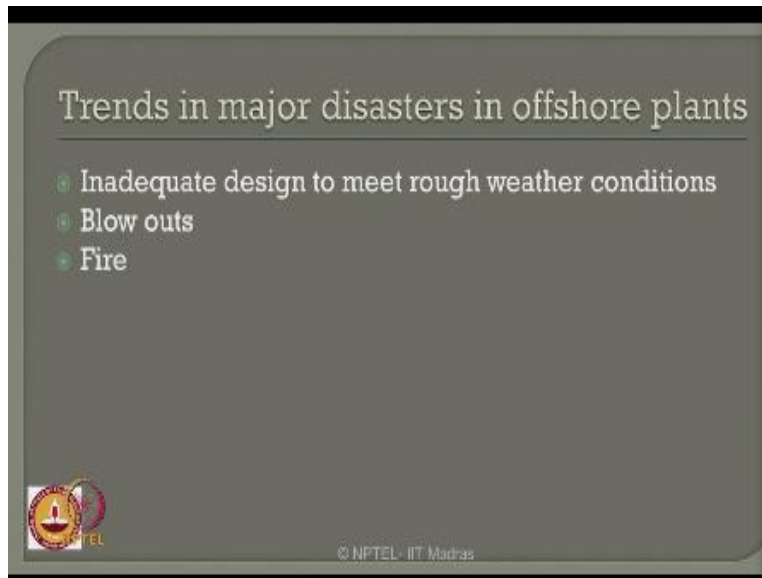 Trends in major disasters in offshore plants
Inadequate design to meet rough weather conditions
Blow outs
Fire
NPTEL
© NPTEL- IIT Madras